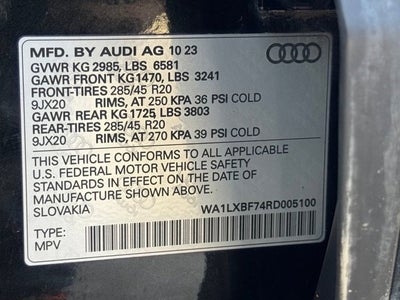 MFD. BY AUDI AG 10 23
GVWR KG 2985, LBS 6581
GAWR FRONT KG1470, LBS 3241
FRONT-TIRES 285/45 R20
9JX20 RIMS, AT 250 KPA 36 PSI COLD
GAWR REAR KG 1725, LBS 3803
REAR-TIRES 285/45 R20
9JX20 RIMS, AT 270 KPA 39 PSI COLD
THIS VEHICLE CONFORMS TO ALL APPLICABLE
U.S. FEDERAL MOTOR VEHICLE SAFETY
STANDARDS IN EFFECT ON THE DATE OF
MANUFACTURE SHOWN ABOVE.
SLOVAKIA WA1LXBF74RD005100
TYPE:
MPV